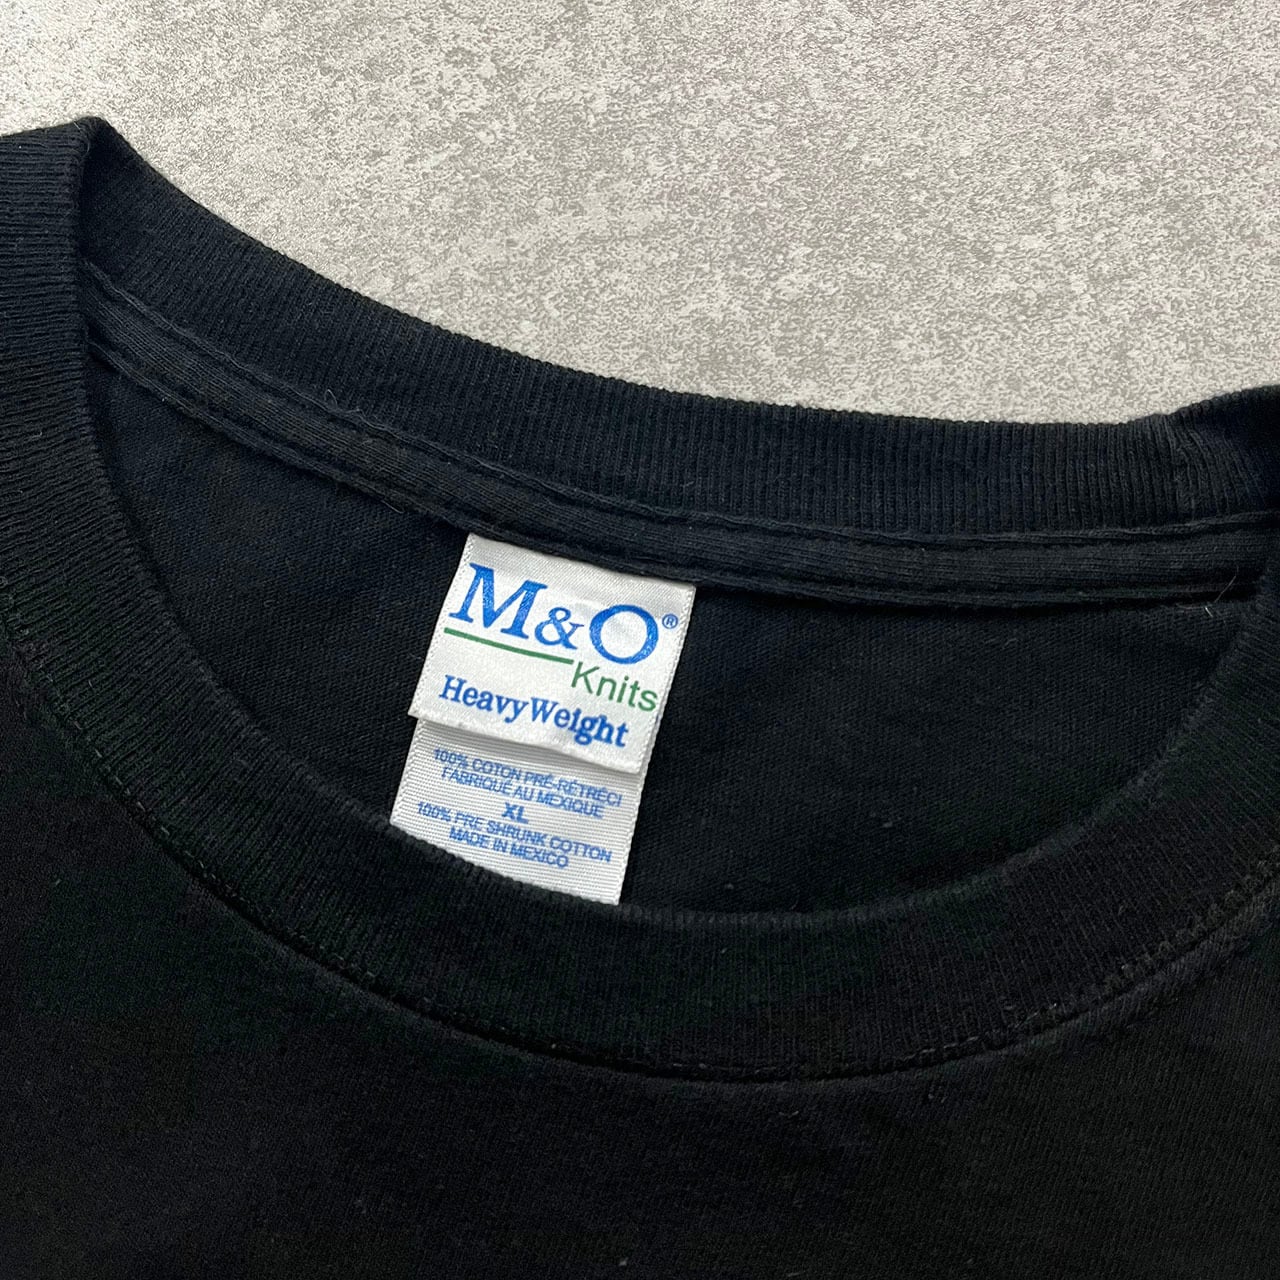 M&O®
Knits
HeavyWeight
100% COTON PRÉ-RÉTRÉCI
FABRIQUÉ AU MEXIQUE
XL
100% PRE SHRUNK COTTON
MADE IN MEXICO